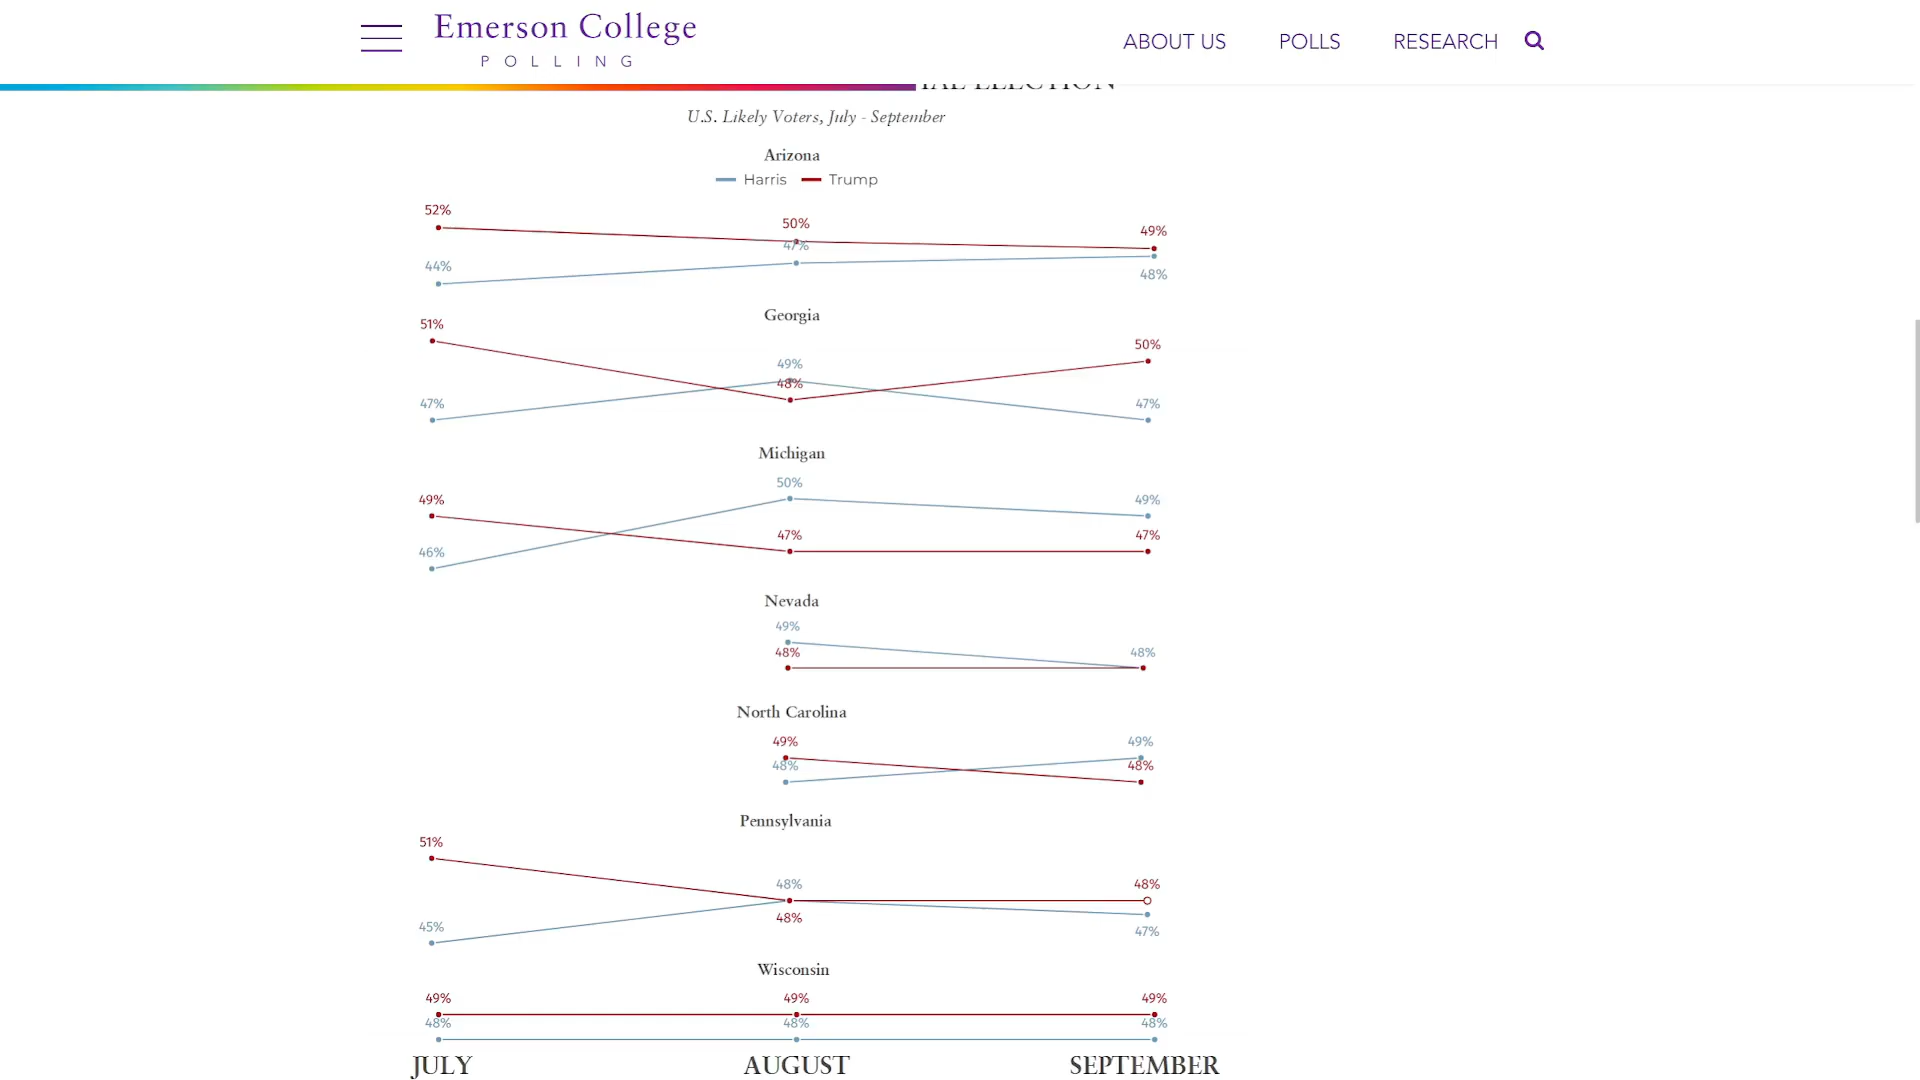 Emerson College
POLLING
ABOUT US
POLLS
RESEARCH
IAL ELECTION
U.S. Likely Voters, July - September
Arizona
Harris Trump
52% 50% 49%
44% 47% 48%
Georgia
51% 49% 50%
47% 48% 47%
Michigan
49% 50% 49%
46% 47% 47%
Nevada
49% 48%
48%
North Carolina
49% 49%
48% 48%
Pennsylvania
51% 48% 48%
45% 48% 47%
Wisconsin
49% 49% 49%
48% 48% 48%
JULY AUGUST SEPTEMBER